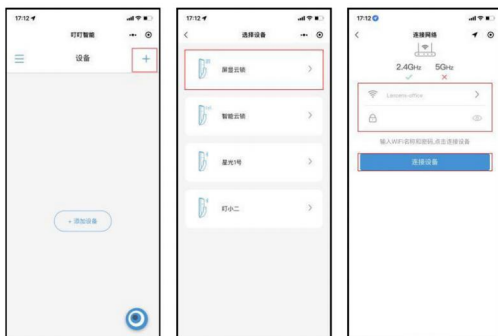 17:12
叮叮智能
设备
+ 添加设备
17:12
选择设备
屏显云锁
智能云锁
星光1号
叮小二
17:12
连接网络
2.4GHz 5GHz
Lenovo-office
输入WIFI名称和密码,点击连接设备
连接设备